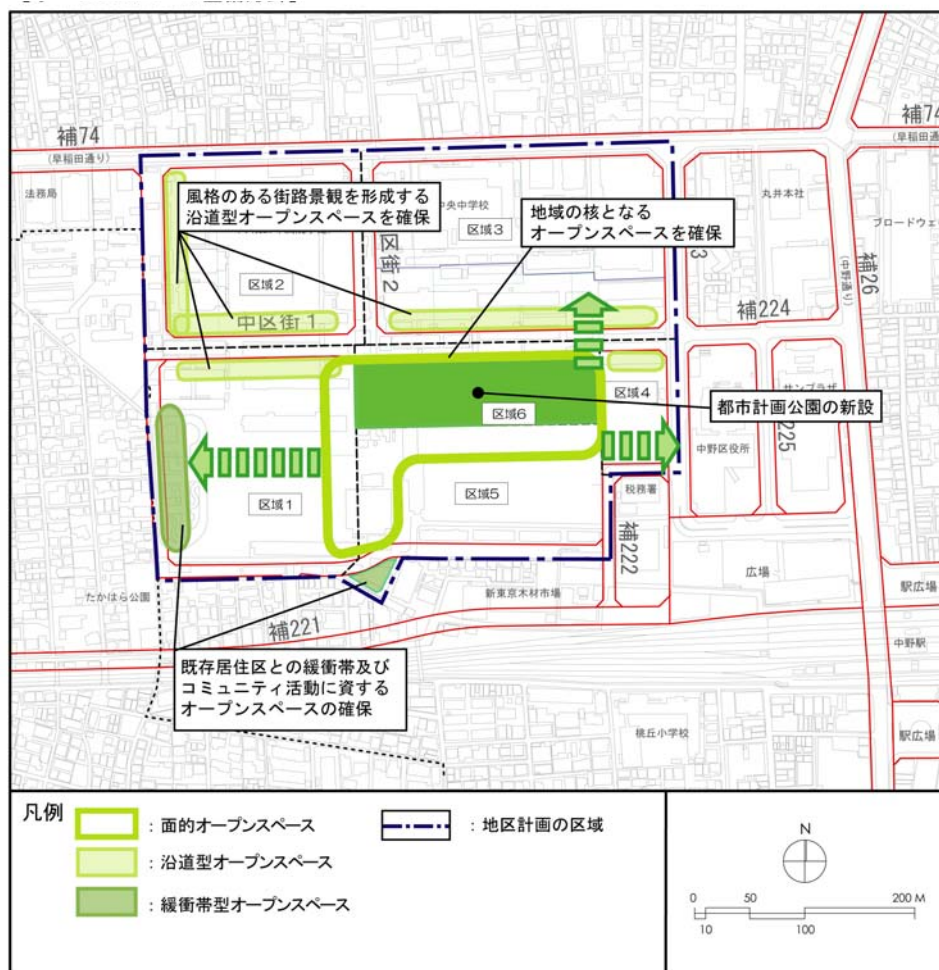 補74
(早稲田通り)
補74
(早稲田通
法務局
風格のある街路景観を形成する
沿道型オープンスペースを確保
央中学校
区域3
地域の核となる
オープンスペースを確保
丸井本社
ブロードウェ
区街2
3
補26
(中野通り)
区域2
中区街1
補224
区域4
サンプラザ
都市計画公園の新設
区域6
中野区役所
225
区域1
区域5
税務署
補222
広場
駅広場
たかはら公園
新東京木材市場
補221
中野駅
既存居住区との緩衝帯及び
コミュニティ活動に資する
オープンスペースの確保
桃丘小学校
駅広場
凡例
：面的オープンスペース
：地区計画の区域
：沿道型オープンスペース
：緩衝帯型オープンスペース
N
0 50 200 M
10 100